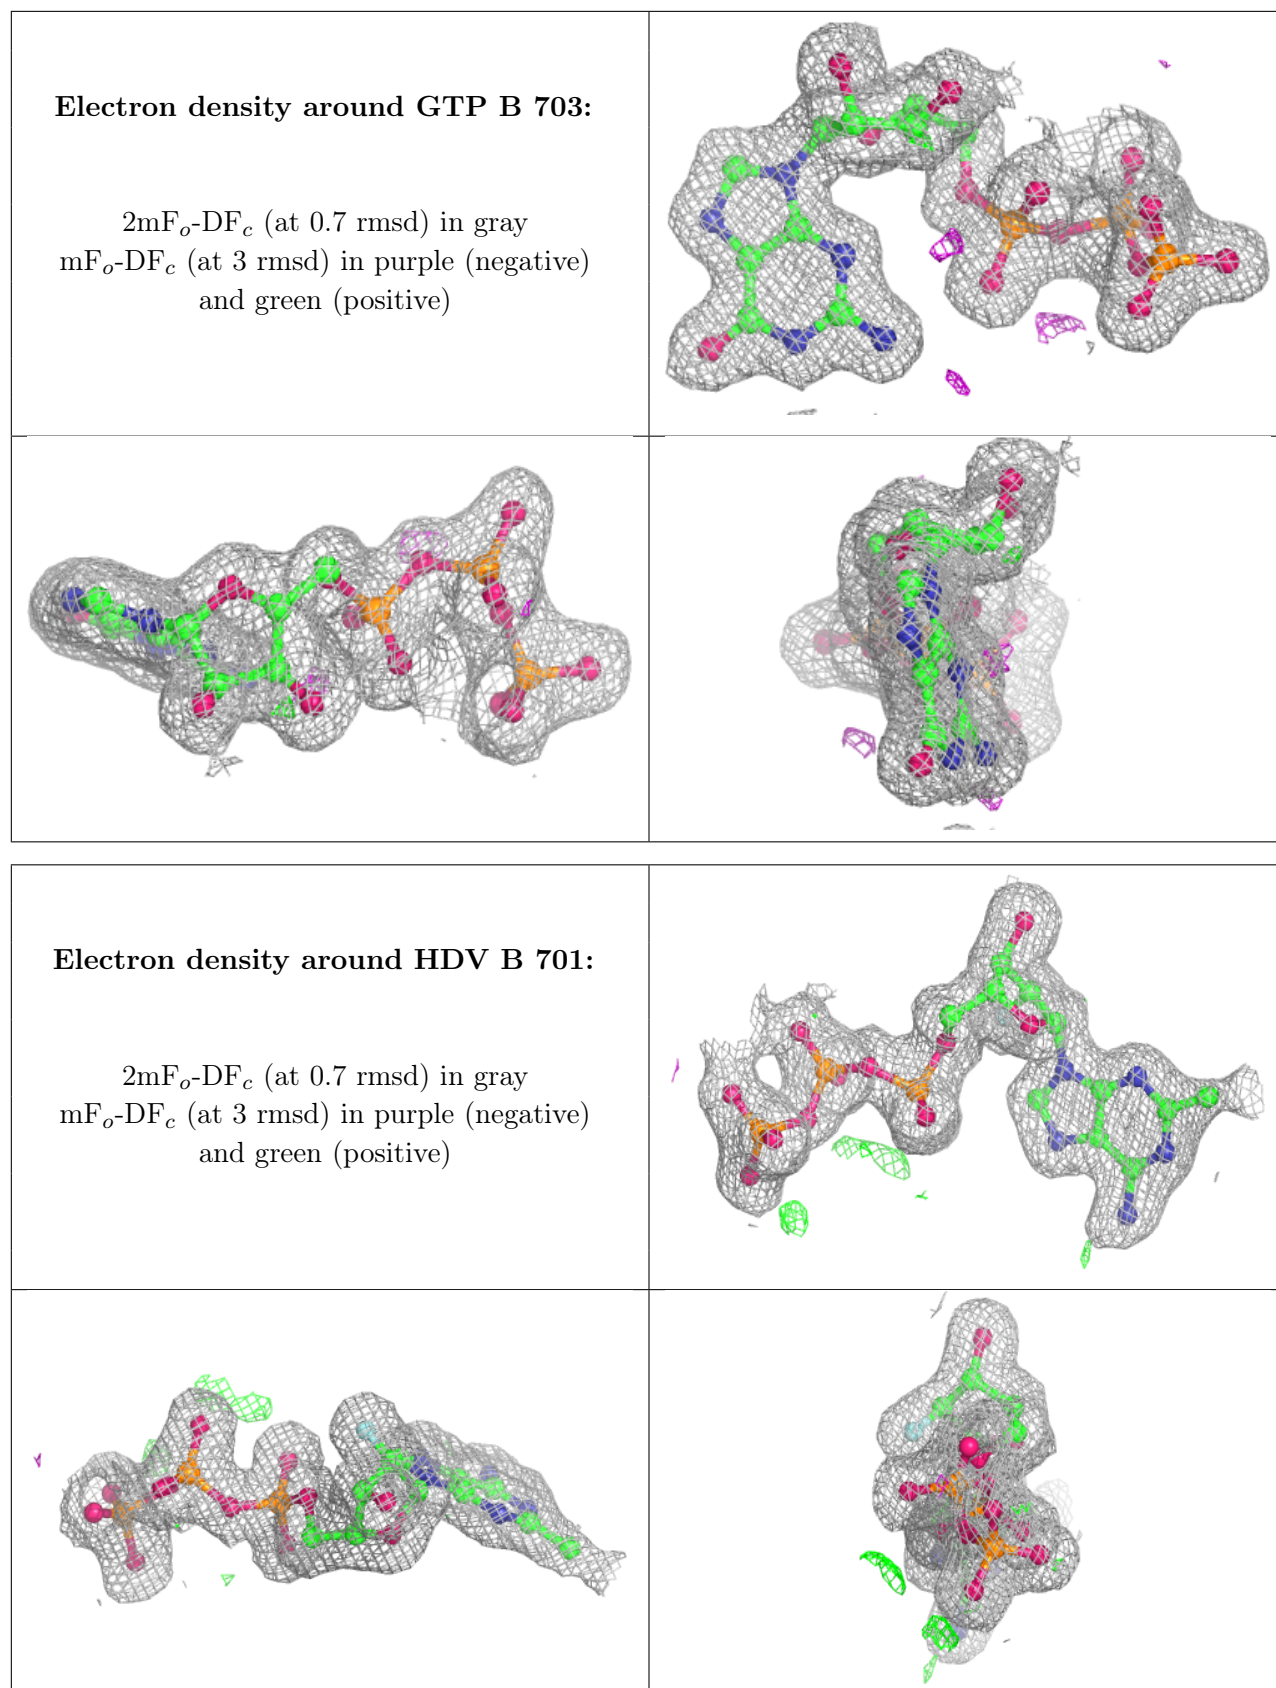 Electron density around GTP B 703:
2mFo-DFc (at 0.7 rmsd) in gray
mFo-DFc (at 3 rmsd) in purple (negative)
and green (positive)
Electron density around HDV B 701:
2mFo-DFc (at 0.7 rmsd) in gray
mFo-DFc (at 3 rmsd) in purple (negative)
and green (positive)